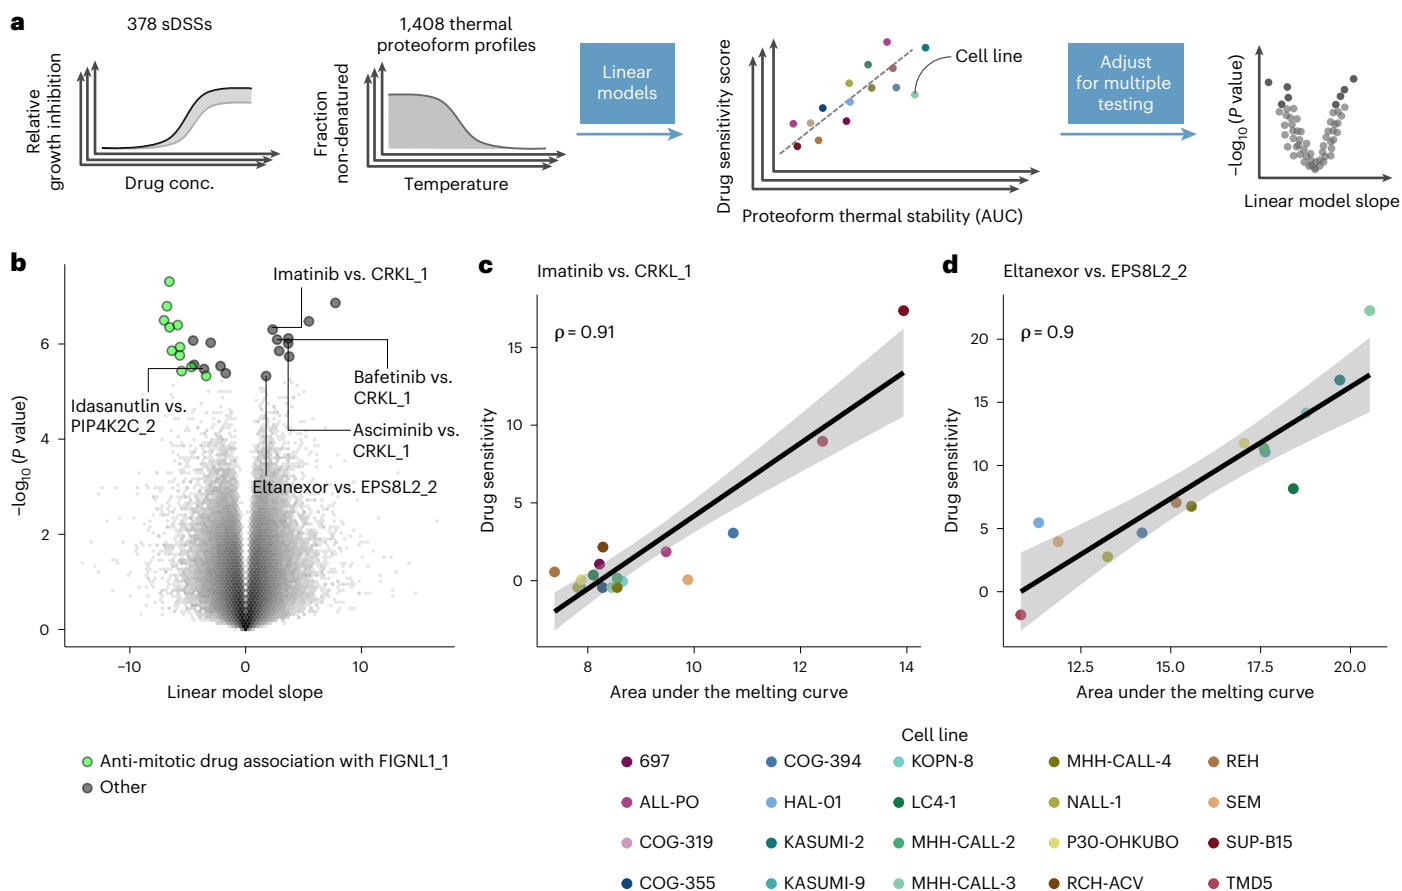 a
378 sDSSs
1,408 thermal
proteoform profiles
Relative
growth inhibition
Drug conc.
Fraction
non-denatured
Temperature
Linear
models
Drug sensitivity score
Cell line
Proteoform thermal stability (AUC)
Adjust
for multiple
testing
−log10 (P value)
Linear model slope
b
Imatinib vs. CRKL_1
Bafetinib vs.
CRKL_1
Idasanutlin vs.
PIP4K2C_2
Asciminib vs.
CRKL_1
Eltanexor vs. EPS8L2_2
−log10 (P value)
6
4
2
0
−10
0
10
Linear model slope
Anti-mitotic drug association with FIGNL1_1
Other
c
Imatinib vs. CRKL_1
ρ = 0.91
Drug sensitivity
15
10
5
0
8
10
12
14
Area under the melting curve
d
Eltanexor vs. EPS8L2_2
ρ = 0.9
Drug sensitivity
20
15
10
5
0
12.5
15.0
17.5
20.0
Area under the melting curve
Cell line
697
COG-394
KOPN-8
MHH-CALL-4
REH
ALL-PO
HAL-01
LC4-1
NALL-1
SEM
COG-319
KASUMI-2
MHH-CALL-2
P30-OHKUBO
SUP-B15
COG-355
KASUMI-9
MHH-CALL-3
RCH-ACV
TMD5